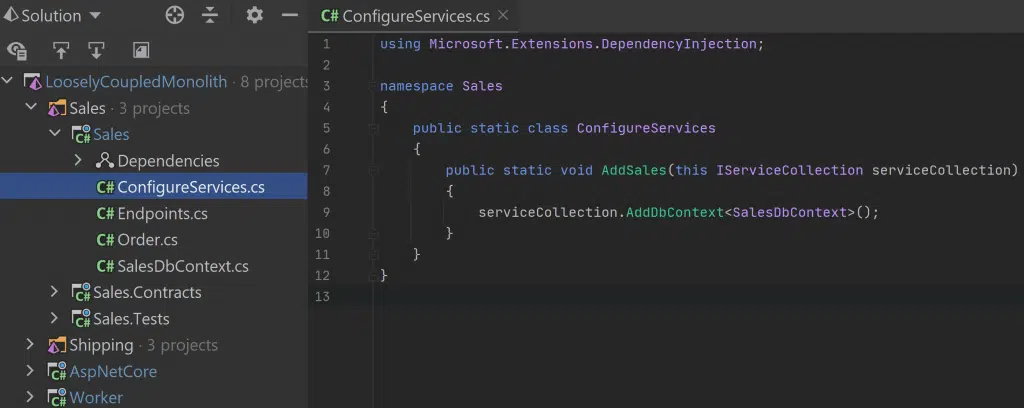 Solution
LooselyCoupledMonolith · 8 projects
Sales · 3 projects
C# Sales
Dependencies
C# ConfigureServices.cs
C# Endpoints.cs
C# Order.cs
C# SalesDbContext.cs
C# Sales.Contracts
C# Sales.Tests
Shipping · 3 projects
C# AspNetCore
C# Worker
C# ConfigureServices.cs
1 using Microsoft.Extensions.DependencyInjection;
2
3 namespace Sales
4 {
5 public static class ConfigureServices
6 {
7 public static void AddSales(this IServiceCollection serviceCollection)
8 {
9 serviceCollection.AddDbContext<SalesDbContext>();
10 }
11 }
12 }
13